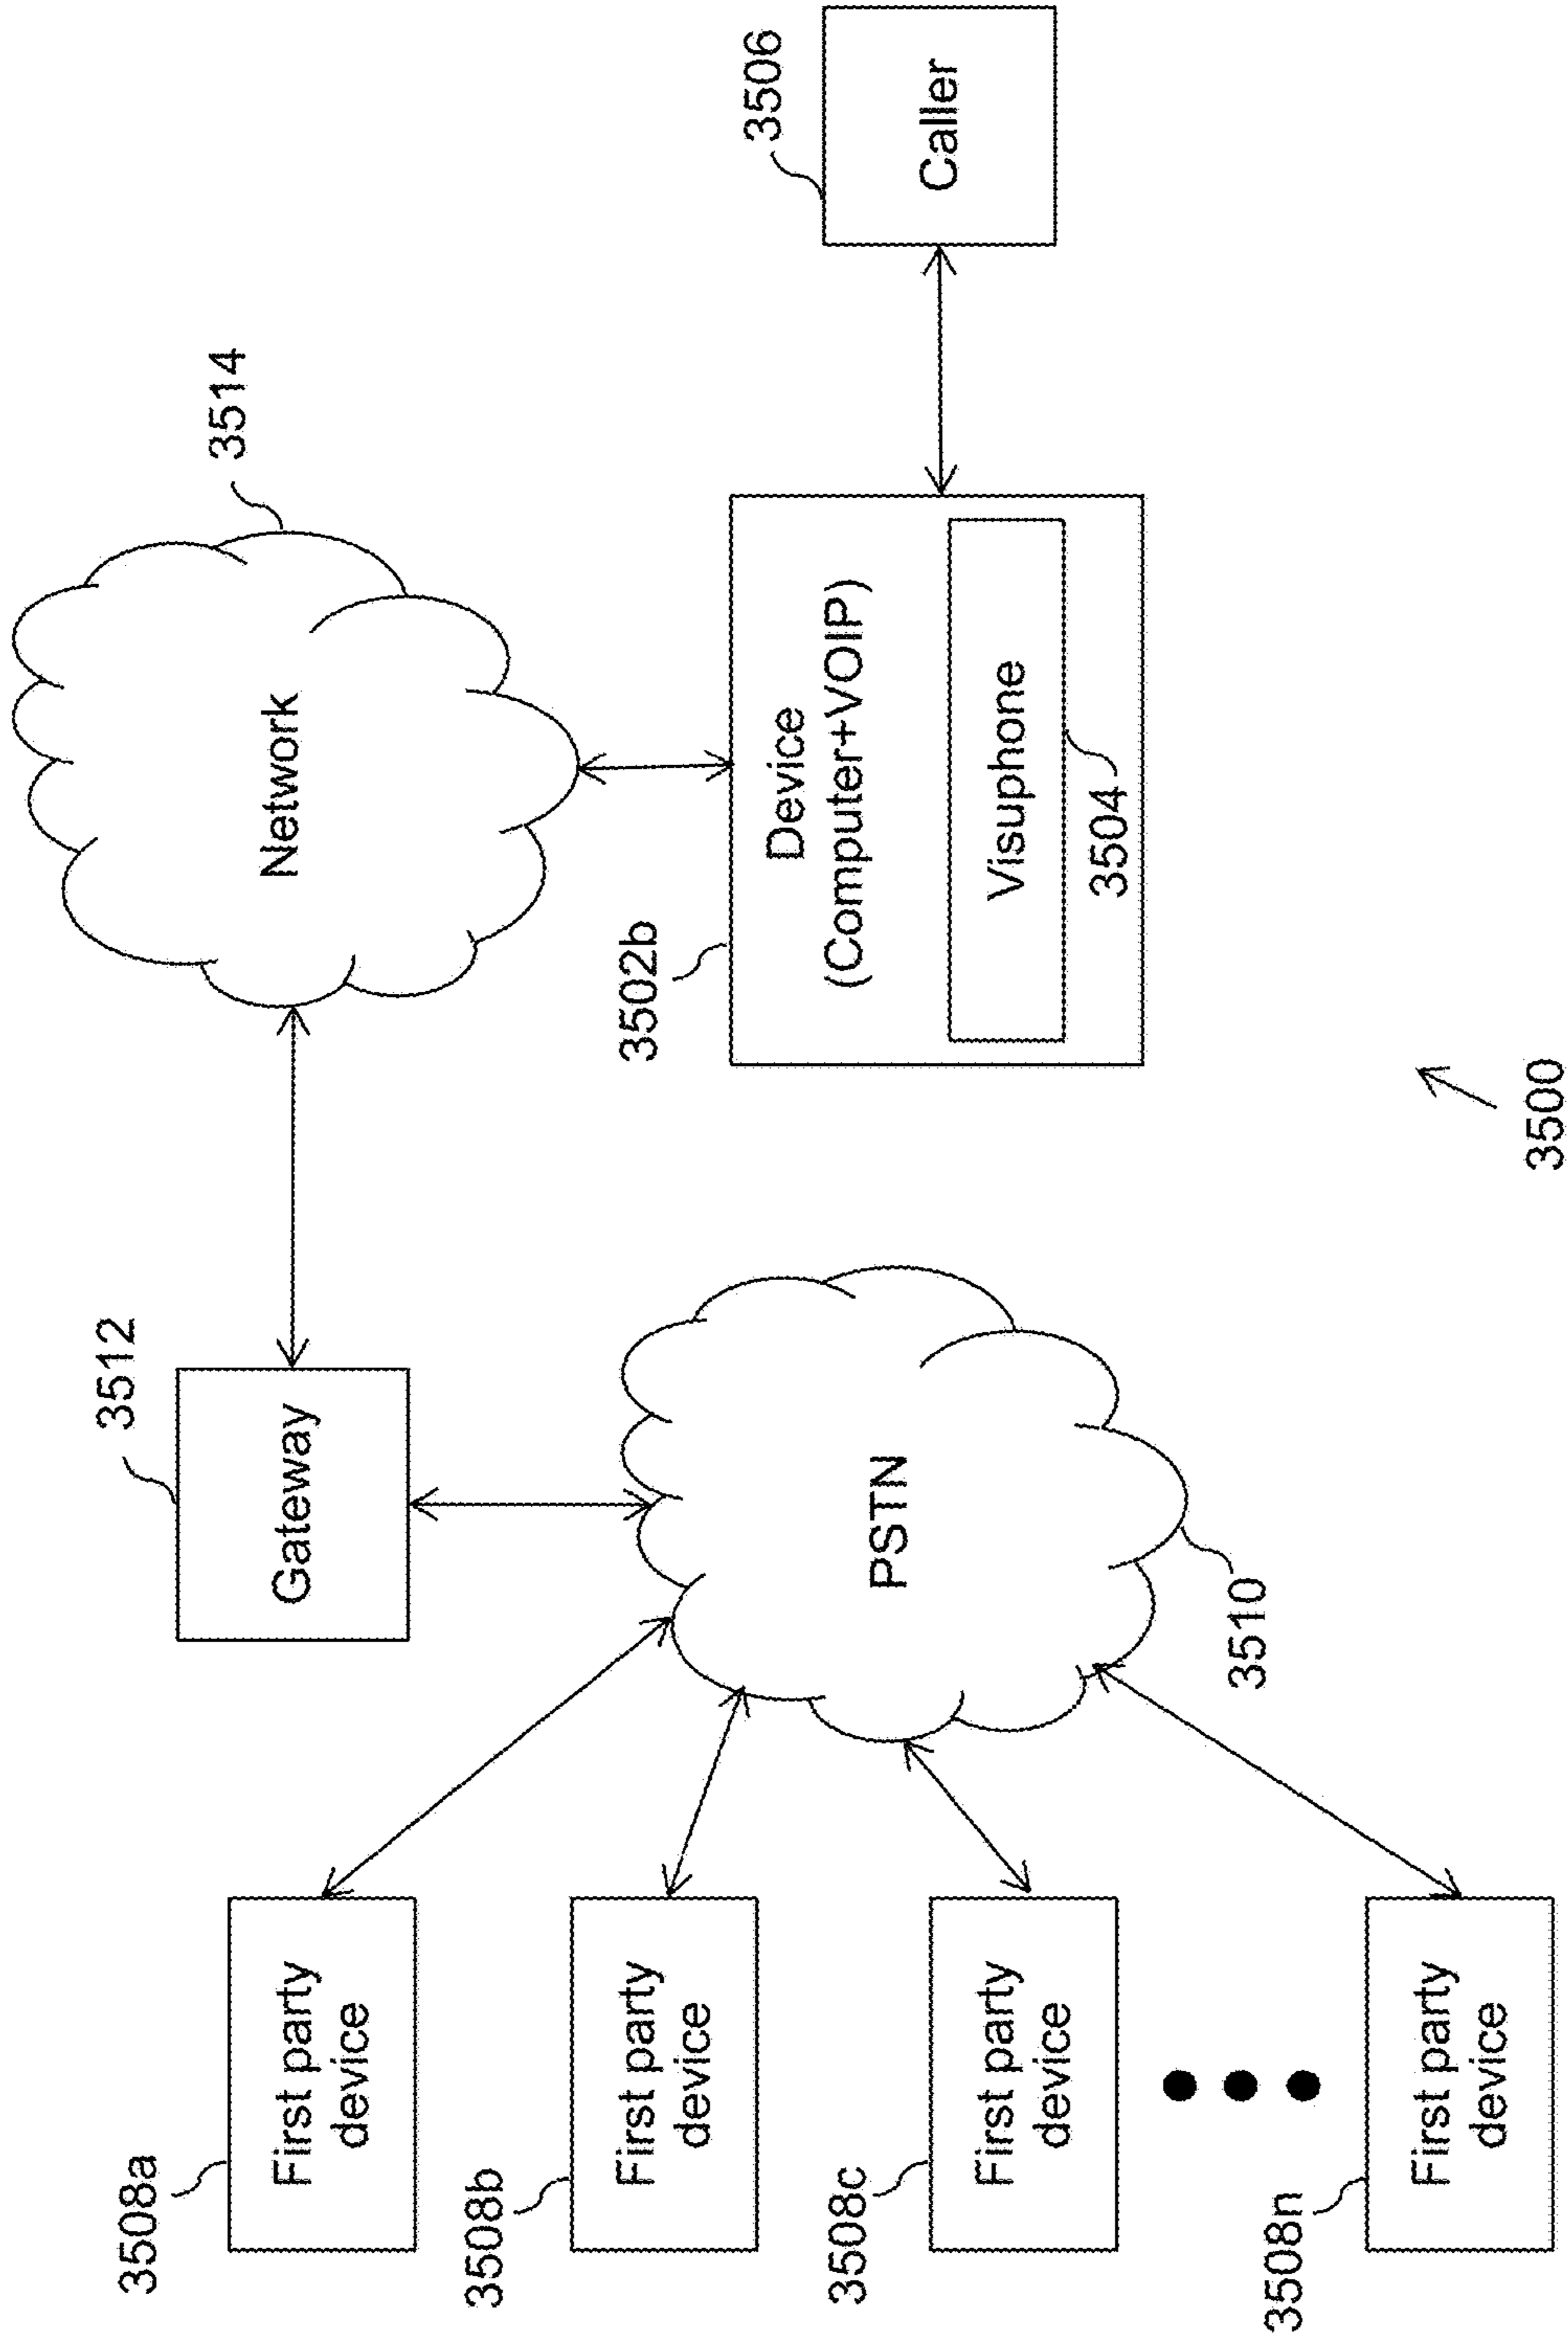 3508a
First party
device
3508b
First party
device
3508c
First party
device
3508n
First party
device
3512
Gateway
PSTN
3510
3514
Network
3502b
Device
(Computer+VOIP)
Visuphone
3504
3506
Caller
3500